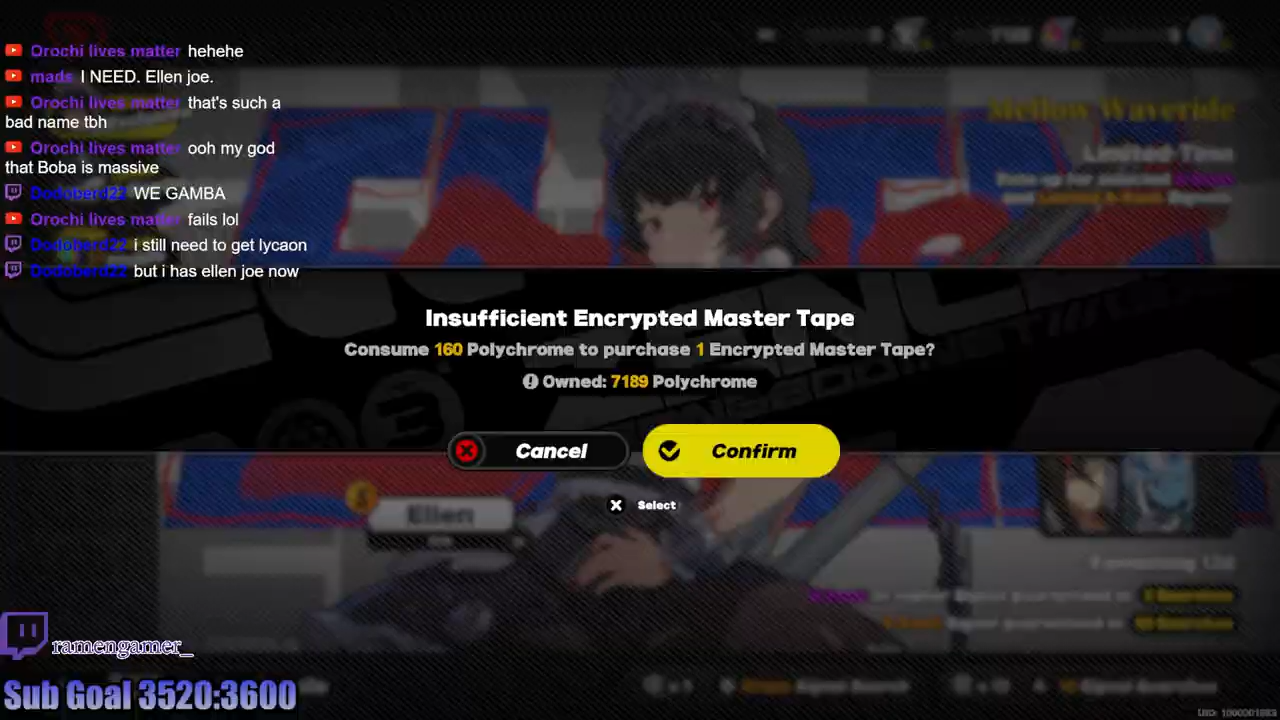 Orochi lives matter hehehe
mads I NEED. Ellen joe.
Orochi lives matter that's such a
bad name tbh
Orochi lives matter ooh my god
that Boba is massive
Dodoberd22 WE GAMBA
Orochi lives matter fails lol
Dodoberd22 i still need to get lycaon
Dodoberd22 but i has ellen joe now
Mellow Waveride
Limited-Time
Insufficient Encrypted Master Tape
Consume 160 Polychrome to purchase 1 Encrypted Master Tape?
Owned: 7189 Polychrome
Cancel
Confirm
Select
Ellen
ramengamer_
Sub Goal 3520:3600